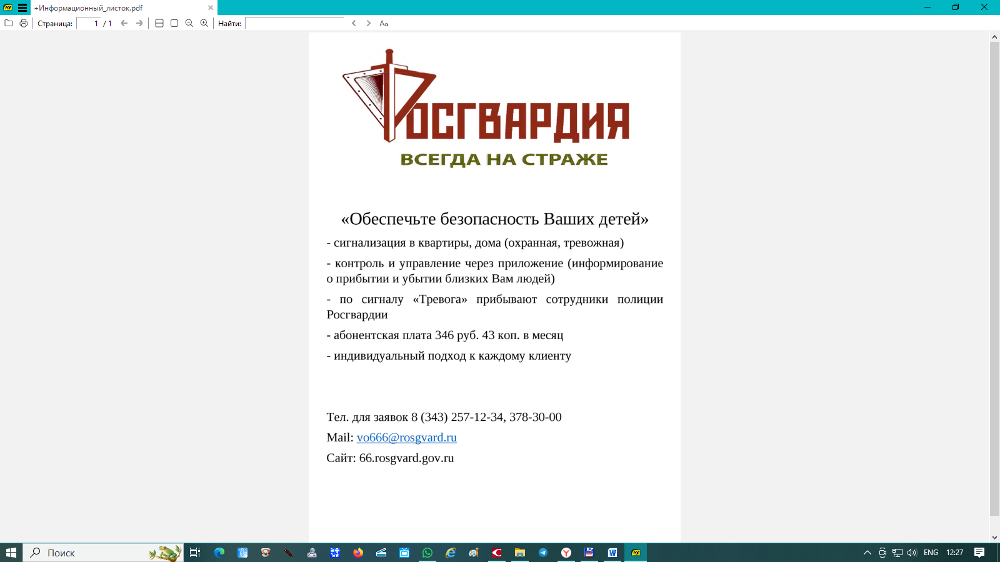 +Информационный_листок.pdf
Страница: 1 / 1 Найти:
РОСГВАРДИЯ
ВСЕГДА НА СТРАЖЕ
«Обеспечьте безопасность Ваших детей»
- сигнализация в квартиры, дома (охранная, тревожная)
- контроль и управление через приложение (информирование
о прибытии и убытии близких Вам людей)
- по сигналу «Тревога» прибывают сотрудники полиции
Росгвардии
- абонентская плата 346 руб. 43 коп. в месяц
- индивидуальный подход к каждому клиенту
Тел. для заявок 8 (343) 257-12-34, 378-30-00
Mail: vo666@rosgvard.ru
Сайт: 66.rosgvard.gov.ru
Поиск
ENG 12:27